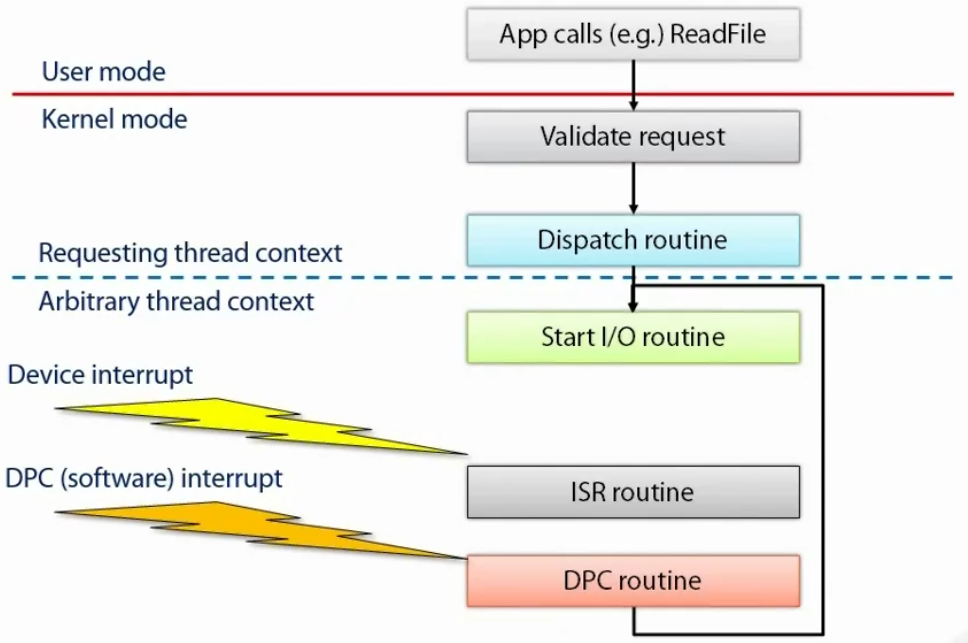 App calls (e.g.) ReadFile
User mode
Kernel mode
Validate request
Dispatch routine
Requesting thread context
Arbitrary thread context
Start I/O routine
Device interrupt
DPC (software) interrupt
ISR routine
DPC routine